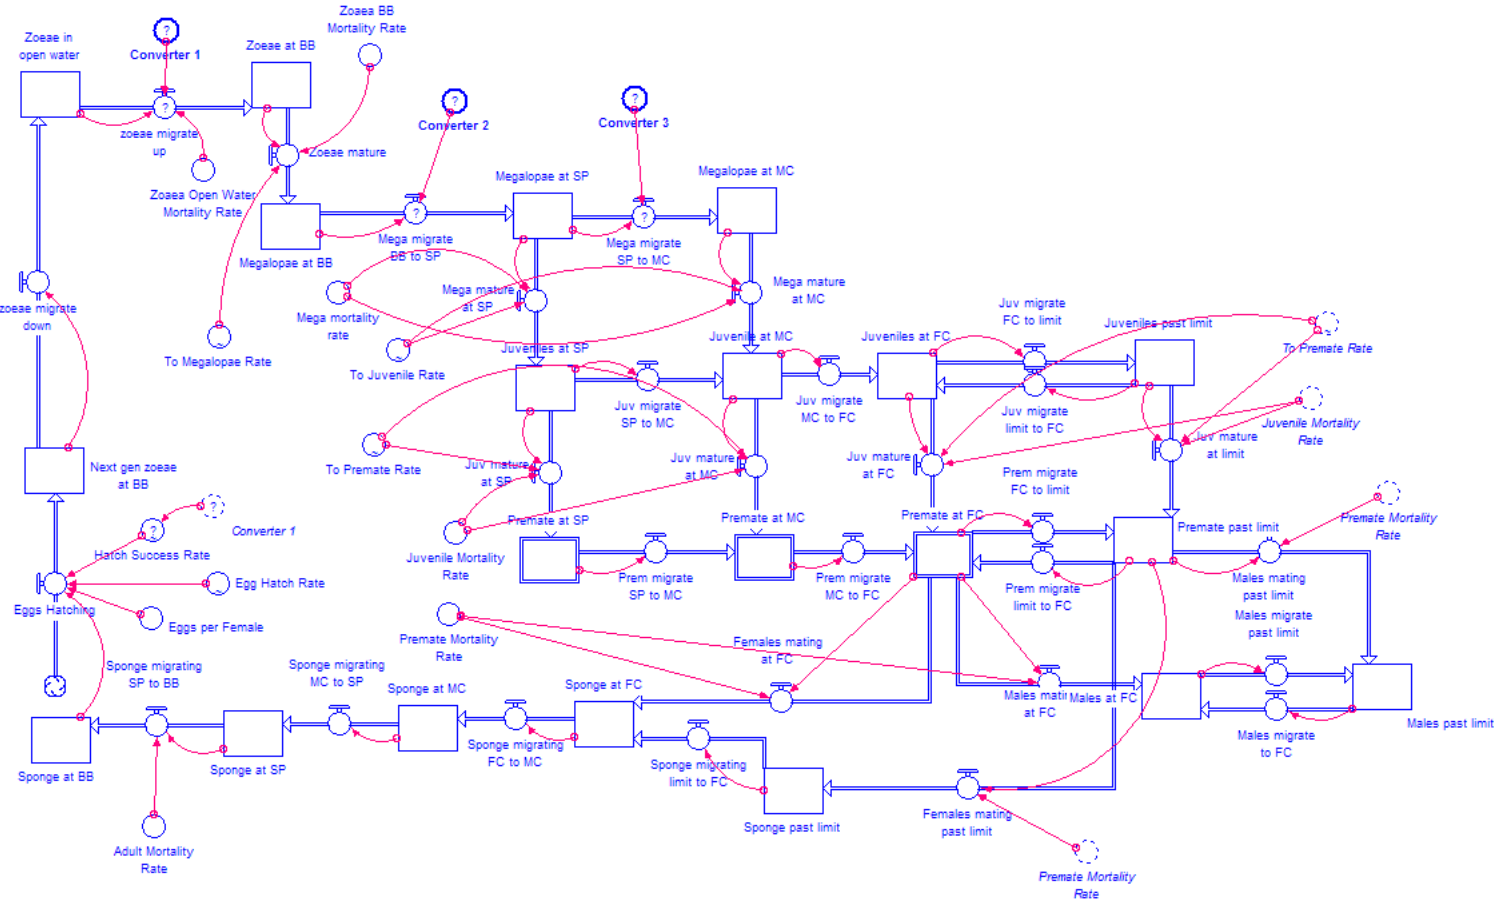 Zoaea BB
Mortality Rate
Zoeae in
open water
?
Converter 1
Zoeae at BB
?
zoeae migrate
up
Zoaea Open Water
Mortality Rate
Zoeae mature
?
Converter 2
?
Converter 3
Megalopae at SP
Megalopae at MC
Megalopae at BB
?
Mega migrate
BB to SP
?
Mega migrate
SP to MC
zoeae migrate
down
To Megalopae Rate
Mega mortality
rate
Mega mature
at SP
Mega mature
at MC
To Juvenile Rate
Juveniles at SP
Juvenile at MC
Juveniles at FC
Juv migrate
FC to limit
Juveniles past limit
To Premate Rate
Juv migrate
SP to MC
Juv migrate
MC to FC
Juv migrate
limit to FC
Juvenile Mortality
Rate
To Premate Rate
Juv mature
at SP
Juv mature
at MC
Juv mature
at FC
Juv mature
at limit
Next gen zoeae
at BB
Prem migrate
FC to limit
?
Converter 1
?
Hatch Success Rate
Juvenile Mortality
Rate
Premate at SP
Premate at MC
Premate at FC
Premate past limit
Premate Mortality
Rate
Eggs Hatching
Egg Hatch Rate
Eggs per Female
Prem migrate
SP to MC
Prem migrate
MC to FC
Prem migrate
limit to FC
Males mating
past limit
Males migrate
past limit
Premate Mortality
Rate
Females mating
at FC
Sponge migrating
SP to BB
Sponge migrating
MC to SP
Sponge at MC
Sponge at FC
Males mati
at FC
Males at FC
Males past limit
Males migrate
to FC
Sponge at BB
Sponge at SP
Sponge migrating
FC to MC
Sponge migrating
limit to FC
Sponge past limit
Females mating
past limit
Adult Mortality
Rate
Premate Mortality
Rate